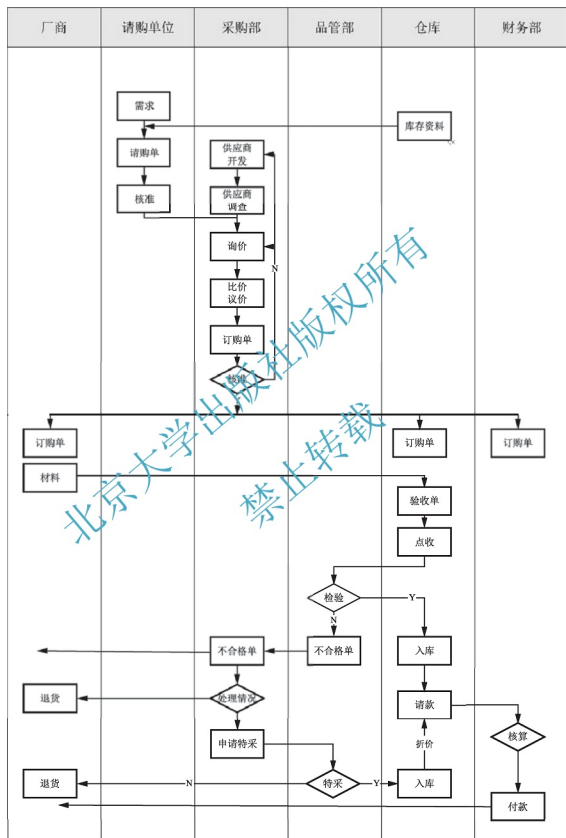 厂商
请购单位
采购部
品管部
仓库
财务部
需求
库存资料
请购单
供应商
开发
核准
供应商
调查
询价
N
比价
议价
订购单
核准
订购单
订购单
订购单
材料
验收单
点收
检验
Y
N
不合格单
不合格单
入库
退货
处理情况
请款
申请特采
折价
核算
退货
N
特采
Y
入库
付款
北京大学出版社版权所有
禁止转载